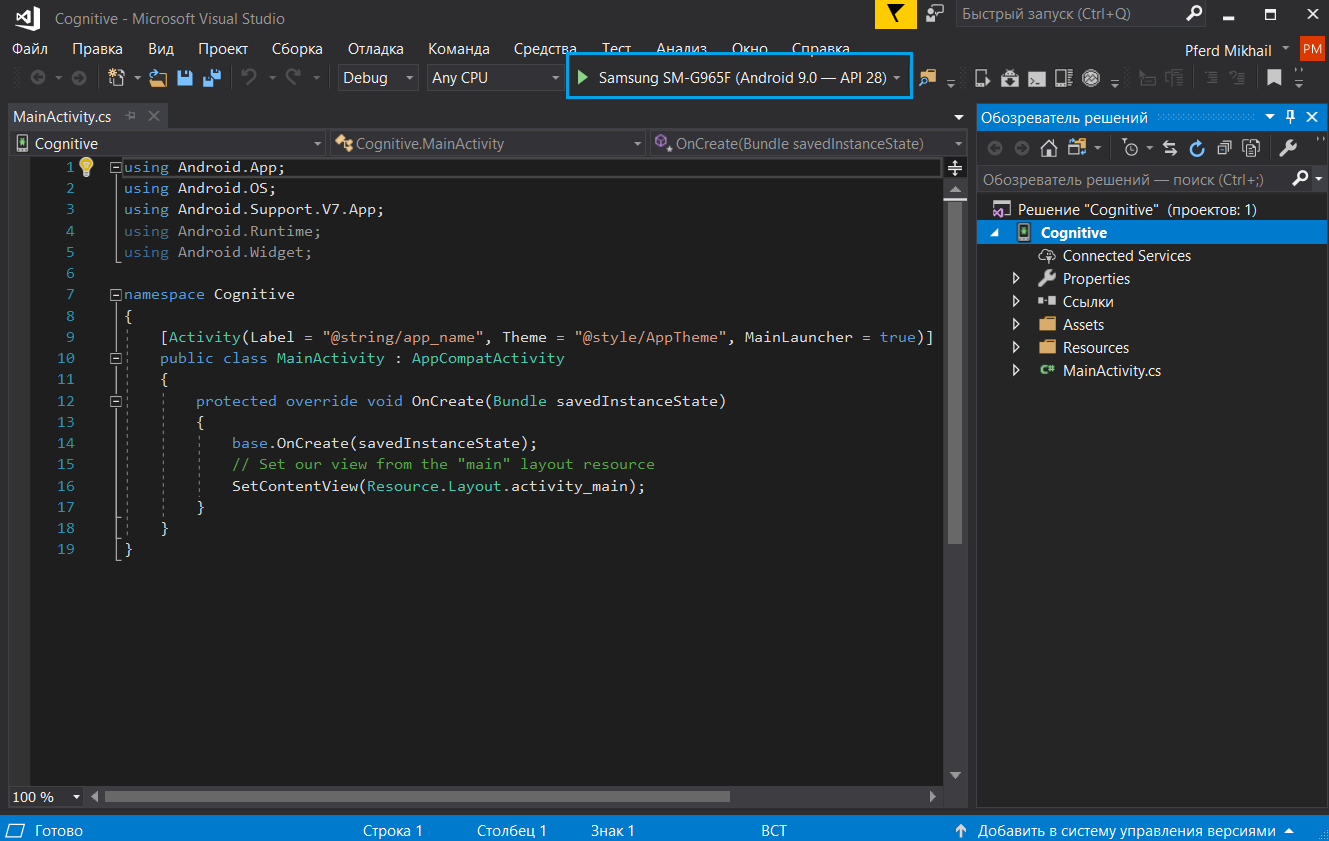 Cognitive - Microsoft Visual Studio
Быстрый запуск (Ctrl+Q)
Файл Правка Вид Проект Сборка Отладка Команда Средства Тест Анализ Окно Справка
Pferd Mikhail PM
Debug Any CPU Samsung SM-G965F (Android 9.0 — API 28)
MainActivity.cs
Cognitive Cognitive.MainActivity OnCreate(Bundle savedInstanceState)
1 using Android.App;
2 using Android.OS;
3 using Android.Support.V7.App;
4 using Android.Runtime;
5 using Android.Widget;
6
7 namespace Cognitive
8 {
9 [Activity(Label = "@string/app_name", Theme = "@style/AppTheme", MainLauncher = true)]
10 public class MainActivity : AppCompatActivity
11 {
12 protected override void OnCreate(Bundle savedInstanceState)
13 {
14 base.OnCreate(savedInstanceState);
15 // Set our view from the "main" layout resource
16 SetContentView(Resource.Layout.activity_main);
17 }
18 }
19 }
100 %
Обозреватель решений
Обозреватель решений — поиск (Ctrl+;)
Решение "Cognitive" (проектов: 1)
Cognitive
Connected Services
Properties
Ссылки
Assets
Resources
C# MainActivity.cs
Готово Строка 1 Столбец 1 Знак 1 ВСТ Добавить в систему управления версиями